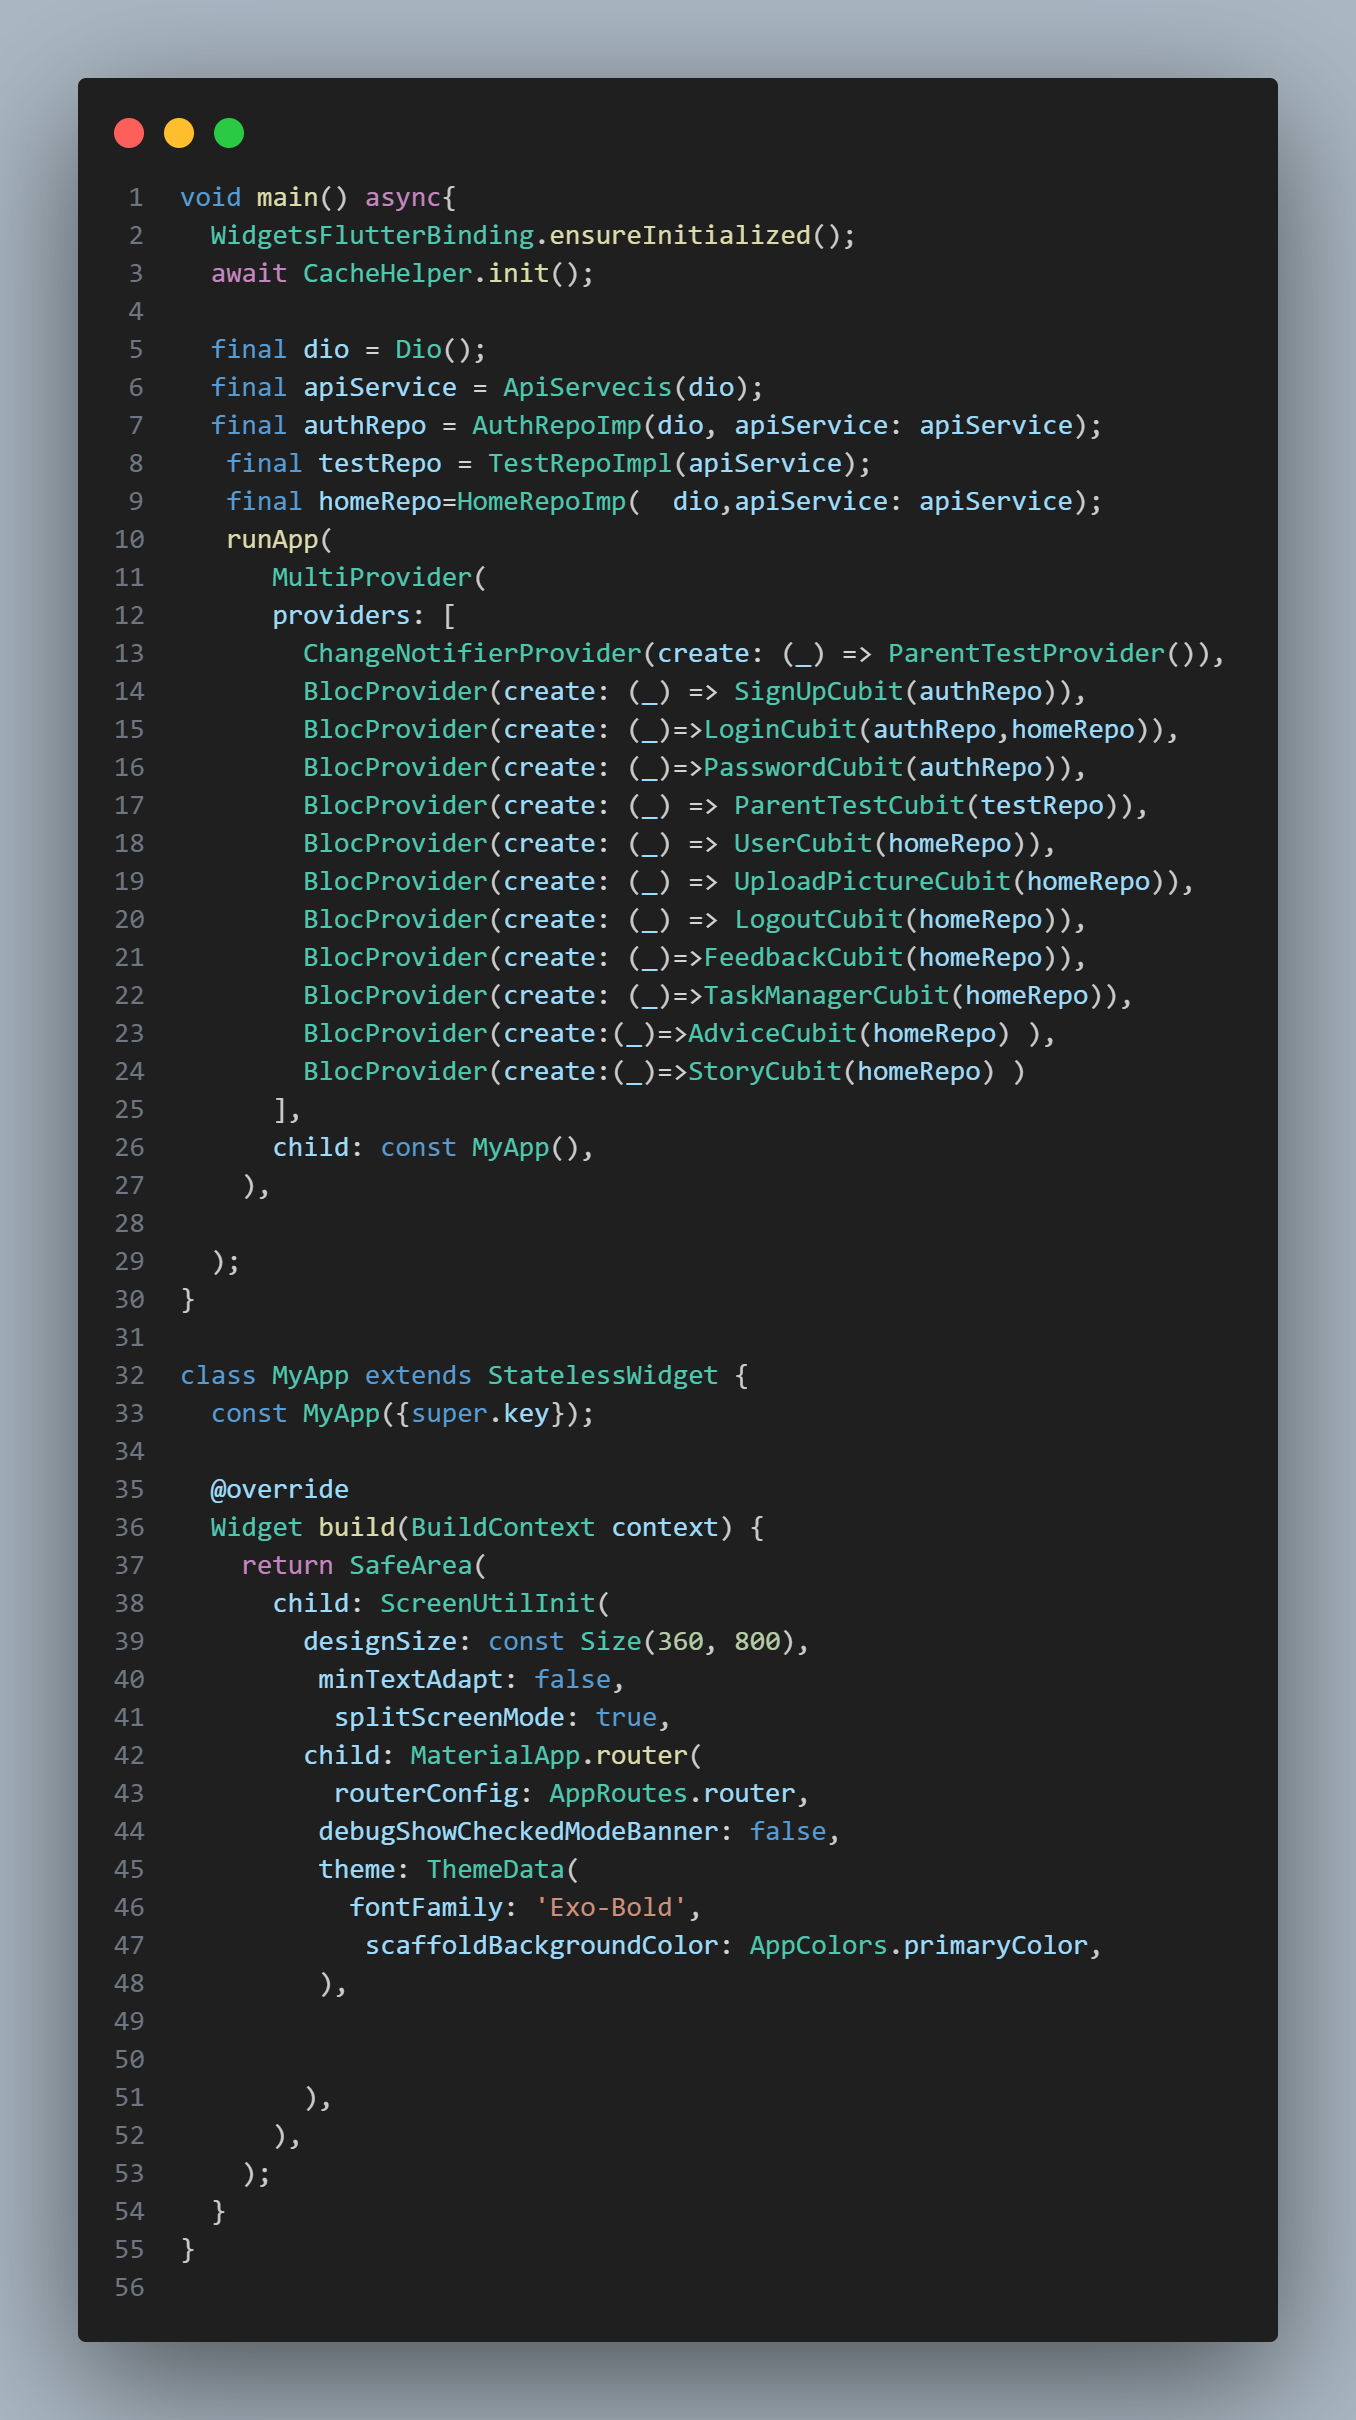 1 void main() async{
2   WidgetsFlutterBinding.ensureInitialized();
3   await CacheHelper.init();
4
5   final dio = Dio();
6   final apiService = ApiServecis(dio);
7   final authRepo = AuthRepoImp(dio, apiService: apiService);
8    final testRepo = TestRepoImpl(apiService);
9    final homeRepo=HomeRepoImp(  dio,apiService: apiService);
10    runApp(
11       MultiProvider(
12       providers: [
13         ChangeNotifierProvider(create: (_) => ParentTestProvider()),
14         BlocProvider(create: (_) => SignUpCubit(authRepo)),
15         BlocProvider(create: (_)=>LoginCubit(authRepo,homeRepo)),
16         BlocProvider(create: (_)=>PasswordCubit(authRepo)),
17         BlocProvider(create: (_) => ParentTestCubit(testRepo)),
18         BlocProvider(create: (_) => UserCubit(homeRepo)),
19         BlocProvider(create: (_) => UploadPictureCubit(homeRepo)),
20         BlocProvider(create: (_) => LogoutCubit(homeRepo)),
21         BlocProvider(create: (_)=>FeedbackCubit(homeRepo)),
22         BlocProvider(create: (_)=>TaskManagerCubit(homeRepo)),
23         BlocProvider(create:(_)=>AdviceCubit(homeRepo) ),
24         BlocProvider(create:(_)=>StoryCubit(homeRepo) )
25       ],
26       child: const MyApp(),
27     ),
28
29   );
30 }
31
32 class MyApp extends StatelessWidget {
33   const MyApp({super.key});
34
35   @override
36   Widget build(BuildContext context) {
37     return SafeArea(
38       child: ScreenUtilInit(
39         designSize: const Size(360, 800),
40          minTextAdapt: false,
41           splitScreenMode: true,
42         child: MaterialApp.router(
43           routerConfig: AppRoutes.router,
44          debugShowCheckedModeBanner: false,
45          theme: ThemeData(
46            fontFamily: 'Exo-Bold',
47             scaffoldBackgroundColor: AppColors.primaryColor,
48          ),
49
50
51         ),
52       ),
53     );
54   }
55 }
56